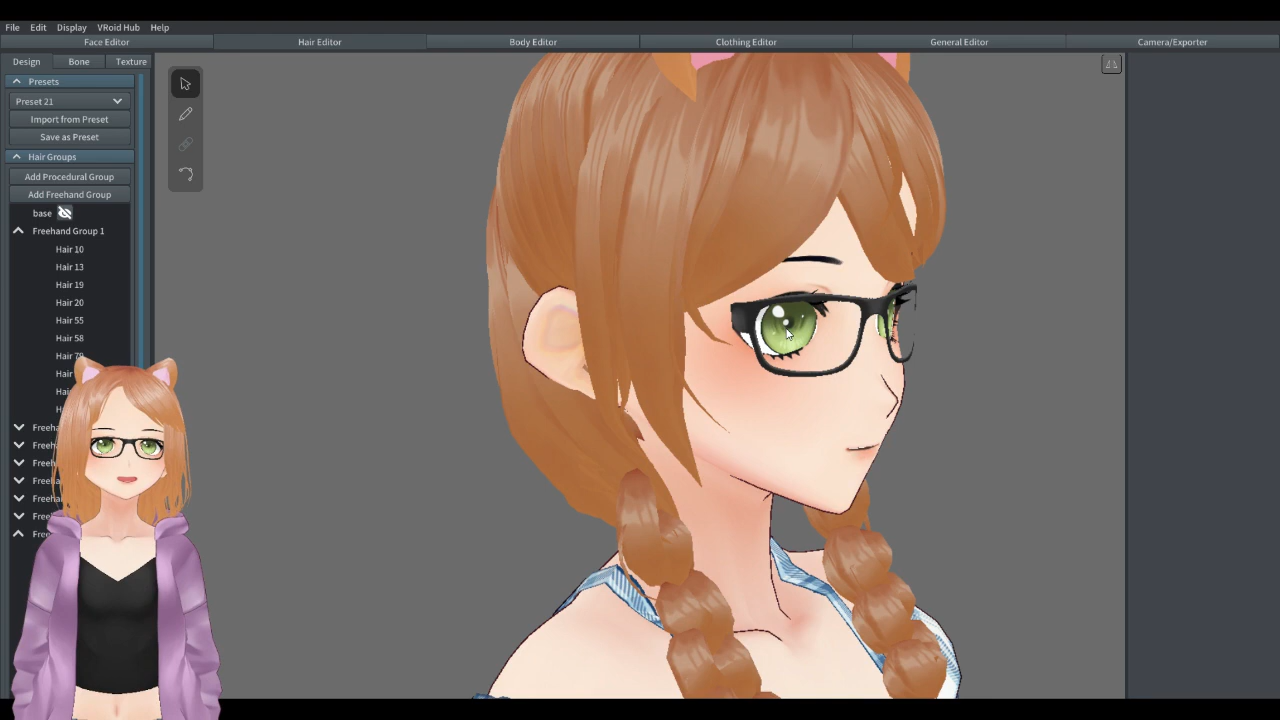 File Edit Display VRoid Hub Help
Face Editor Hair Editor Body Editor Clothing Editor General Editor Camera/Exporter
Design Bone Texture
Presets
Preset 21
Import from Preset
Save as Preset
Hair Groups
Add Procedural Group
Add Freehand Group
base
Freehand Group 1
Hair 10
Hair 13
Hair 19
Hair 20
Hair 55
Hair 58
Hair